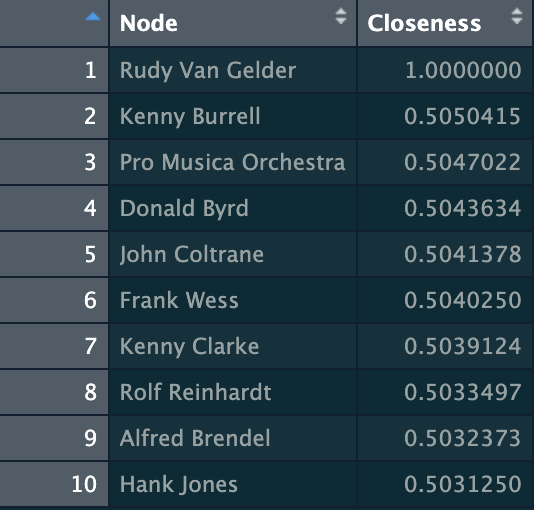 Node Closeness
1 Rudy Van Gelder 1.0000000
2 Kenny Burrell 0.5050415
3 Pro Musica Orchestra 0.5047022
4 Donald Byrd 0.5043634
5 John Coltrane 0.5041378
6 Frank Wess 0.5040250
7 Kenny Clarke 0.5039124
8 Rolf Reinhardt 0.5033497
9 Alfred Brendel 0.5032373
10 Hank Jones 0.5031250